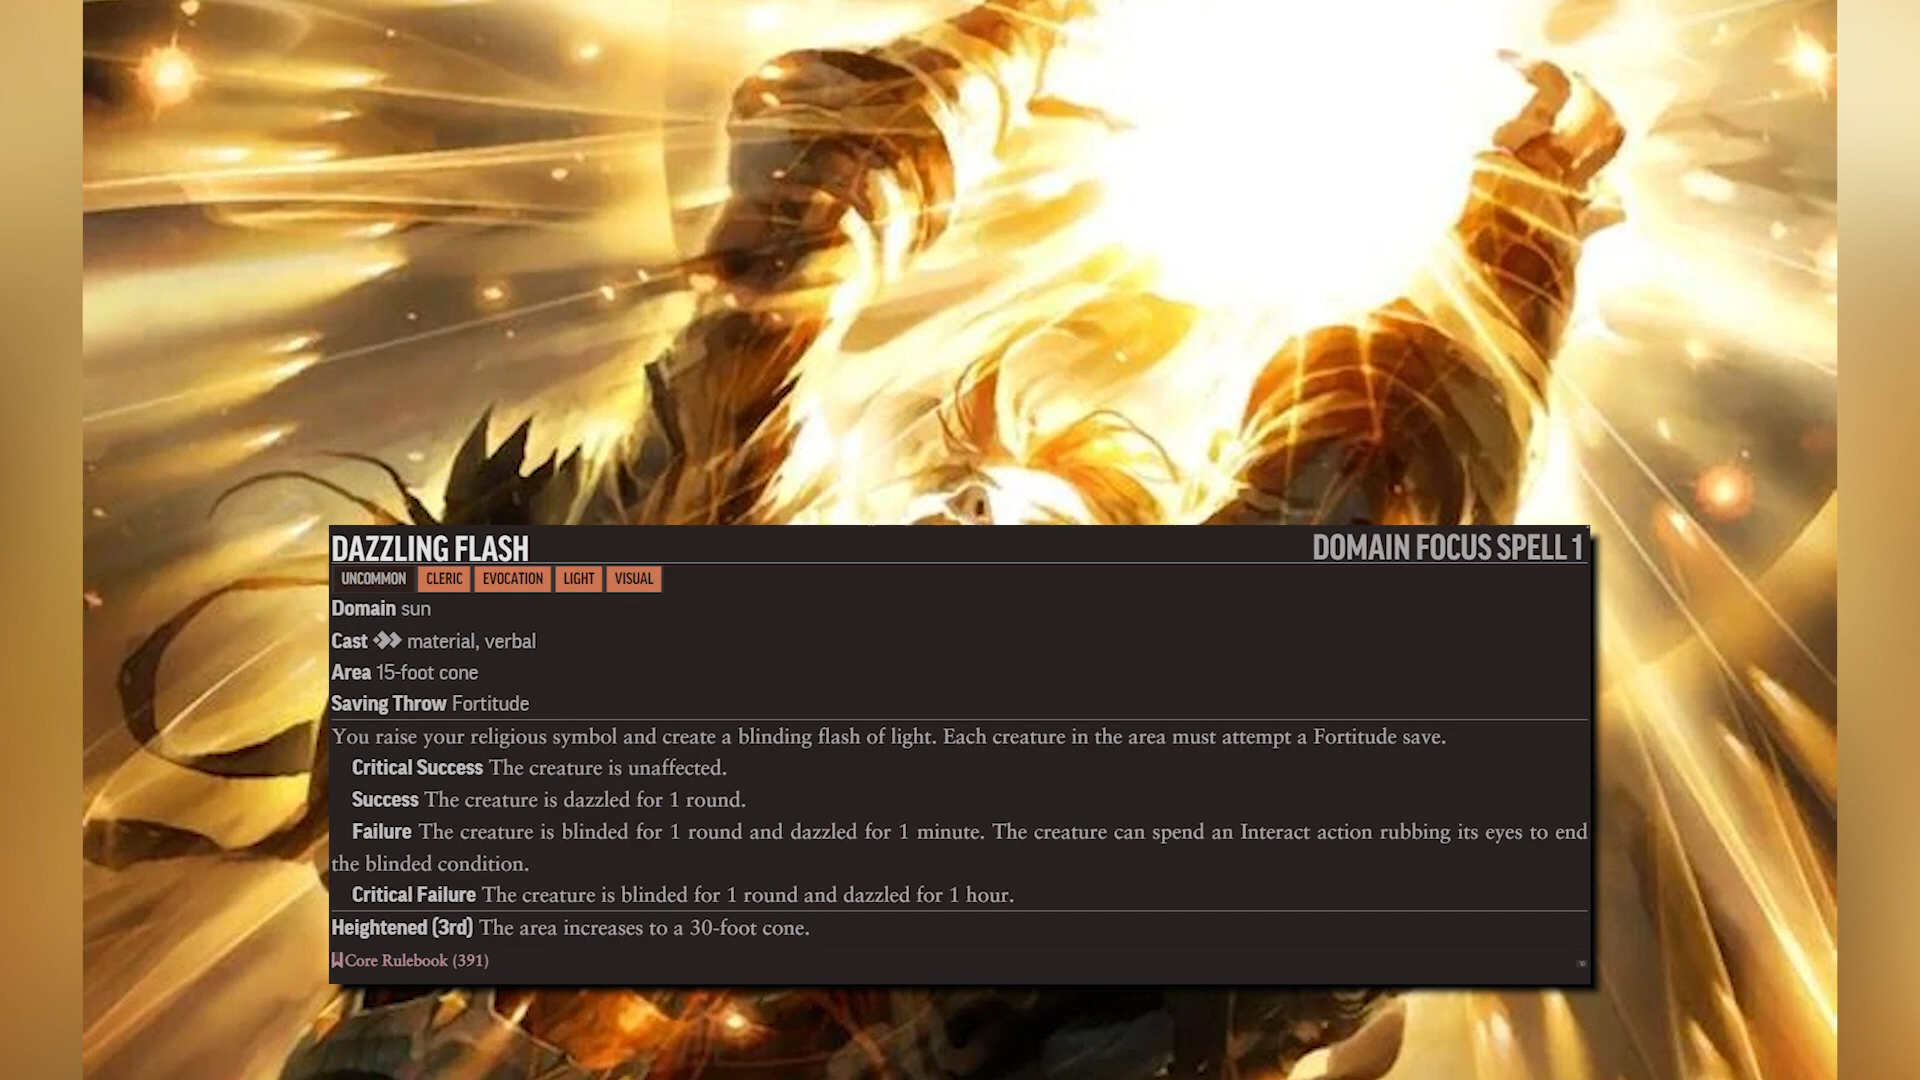 DAZZLING FLASH
DOMAIN FOCUS SPELL 1
UNCOMMON CLERIC EVOCATION LIGHT VISUAL
Domain sun
Cast material, verbal
Area 15-foot cone
Saving Throw Fortitude
You raise your religious symbol and create a blinding flash of light. Each creature in the area must attempt a Fortitude save.
Critical Success The creature is unaffected.
Success The creature is dazzled for 1 round.
Failure The creature is blinded for 1 round and dazzled for 1 minute. The creature can spend an Interact action rubbing its eyes to end
the blinded condition.
Critical Failure The creature is blinded for 1 round and dazzled for 1 hour.
Heightened (3rd) The area increases to a 30-foot cone.
Core Rulebook (391)